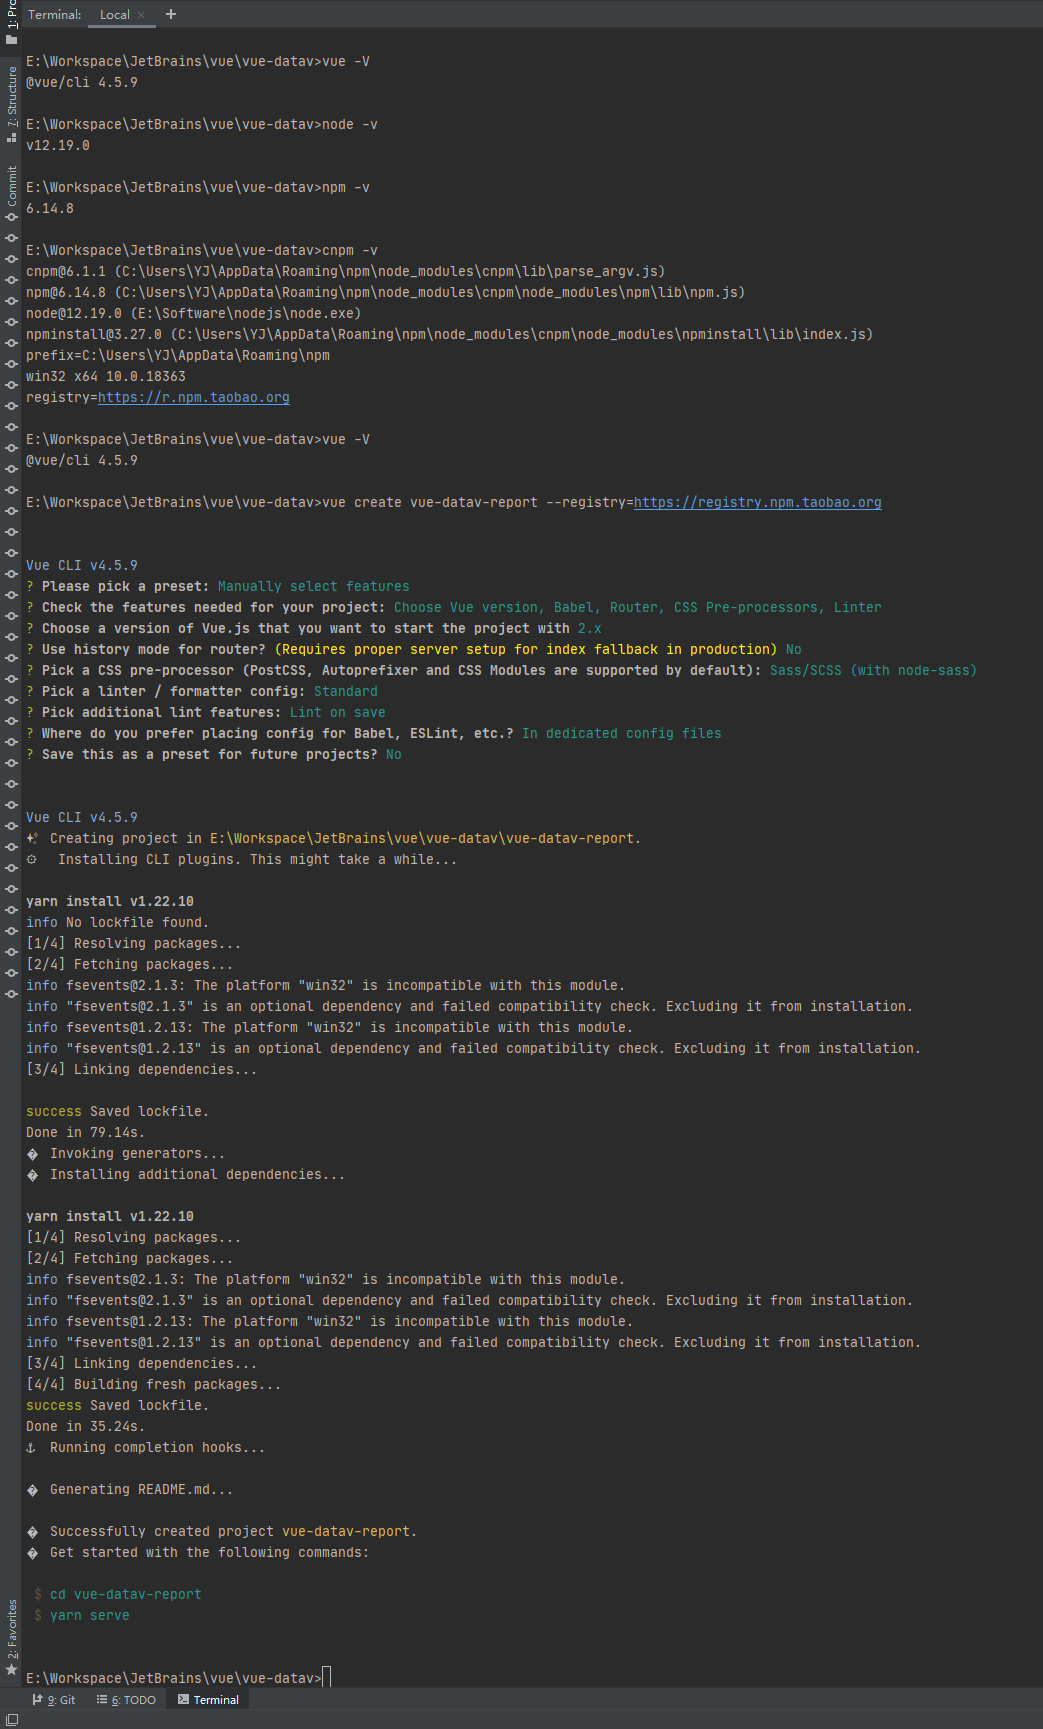 Terminal: Local × +
1: Pro
7: Structure
Commit
E:\Workspace\JetBrains\vue\vue-datav>vue -V
@vue/cli 4.5.9
E:\Workspace\JetBrains\vue\vue-datav>node -v
v12.19.0
E:\Workspace\JetBrains\vue\vue-datav>npm -v
6.14.8
E:\Workspace\JetBrains\vue\vue-datav>cnpm -v
cnpm@6.1.1 (C:\Users\YJ\AppData\Roaming\npm\node_modules\cnpm\lib\parse_argv.js)
npm@6.14.8 (C:\Users\YJ\AppData\Roaming\npm\node_modules\cnpm\node_modules\npm\lib\npm.js)
node@12.19.0 (E:\Software\nodejs\node.exe)
npminstall@3.27.0 (C:\Users\YJ\AppData\Roaming\npm\node_modules\cnpm\node_modules\npminstall\lib\index.js)
prefix=C:\Users\YJ\AppData\Roaming\npm
win32 x64 10.0.18363
registry=https://r.npm.taobao.org
E:\Workspace\JetBrains\vue\vue-datav>vue -V
@vue/cli 4.5.9
E:\Workspace\JetBrains\vue\vue-datav>vue create vue-datav-report --registry=https://registry.npm.taobao.org
Vue CLI v4.5.9
? Please pick a preset: Manually select features
? Check the features needed for your project: Choose Vue version, Babel, Router, CSS Pre-processors, Linter
? Choose a version of Vue.js that you want to start the project with 2.x
? Use history mode for router? (Requires proper server setup for index fallback in production) No
? Pick a CSS pre-processor (PostCSS, Autoprefixer and CSS Modules are supported by default): Sass/SCSS (with node-sass)
? Pick a linter / formatter config: Standard
? Pick additional lint features: Lint on save
? Where do you prefer placing config for Babel, ESLint, etc.? In dedicated config files
? Save this as a preset for future projects? No
Vue CLI v4.5.9
✨ Creating project in E:\Workspace\JetBrains\vue\vue-datav\vue-datav-report.
⚙ Installing CLI plugins. This might take a while...
yarn install v1.22.10
info No lockfile found.
[1/4] Resolving packages...
[2/4] Fetching packages...
info fsevents@2.1.3: The platform "win32" is incompatible with this module.
info "fsevents@2.1.3" is an optional dependency and failed compatibility check. Excluding it from installation.
info fsevents@1.2.13: The platform "win32" is incompatible with this module.
info "fsevents@1.2.13" is an optional dependency and failed compatibility check. Excluding it from installation.
[3/4] Linking dependencies...
success Saved lockfile.
Done in 79.14s.
� Invoking generators...
� Installing additional dependencies...
yarn install v1.22.10
[1/4] Resolving packages...
[2/4] Fetching packages...
info fsevents@2.1.3: The platform "win32" is incompatible with this module.
info "fsevents@2.1.3" is an optional dependency and failed compatibility check. Excluding it from installation.
info fsevents@1.2.13: The platform "win32" is incompatible with this module.
info "fsevents@1.2.13" is an optional dependency and failed compatibility check. Excluding it from installation.
[3/4] Linking dependencies...
[4/4] Building fresh packages...
success Saved lockfile.
Done in 35.24s.
⚓ Running completion hooks...
� Generating README.md...
� Successfully created project vue-datav-report.
� Get started with the following commands:
$ cd vue-datav-report
$ yarn serve
2: Favorites
E:\Workspace\JetBrains\vue\vue-datav>
9: Git 6: TODO Terminal